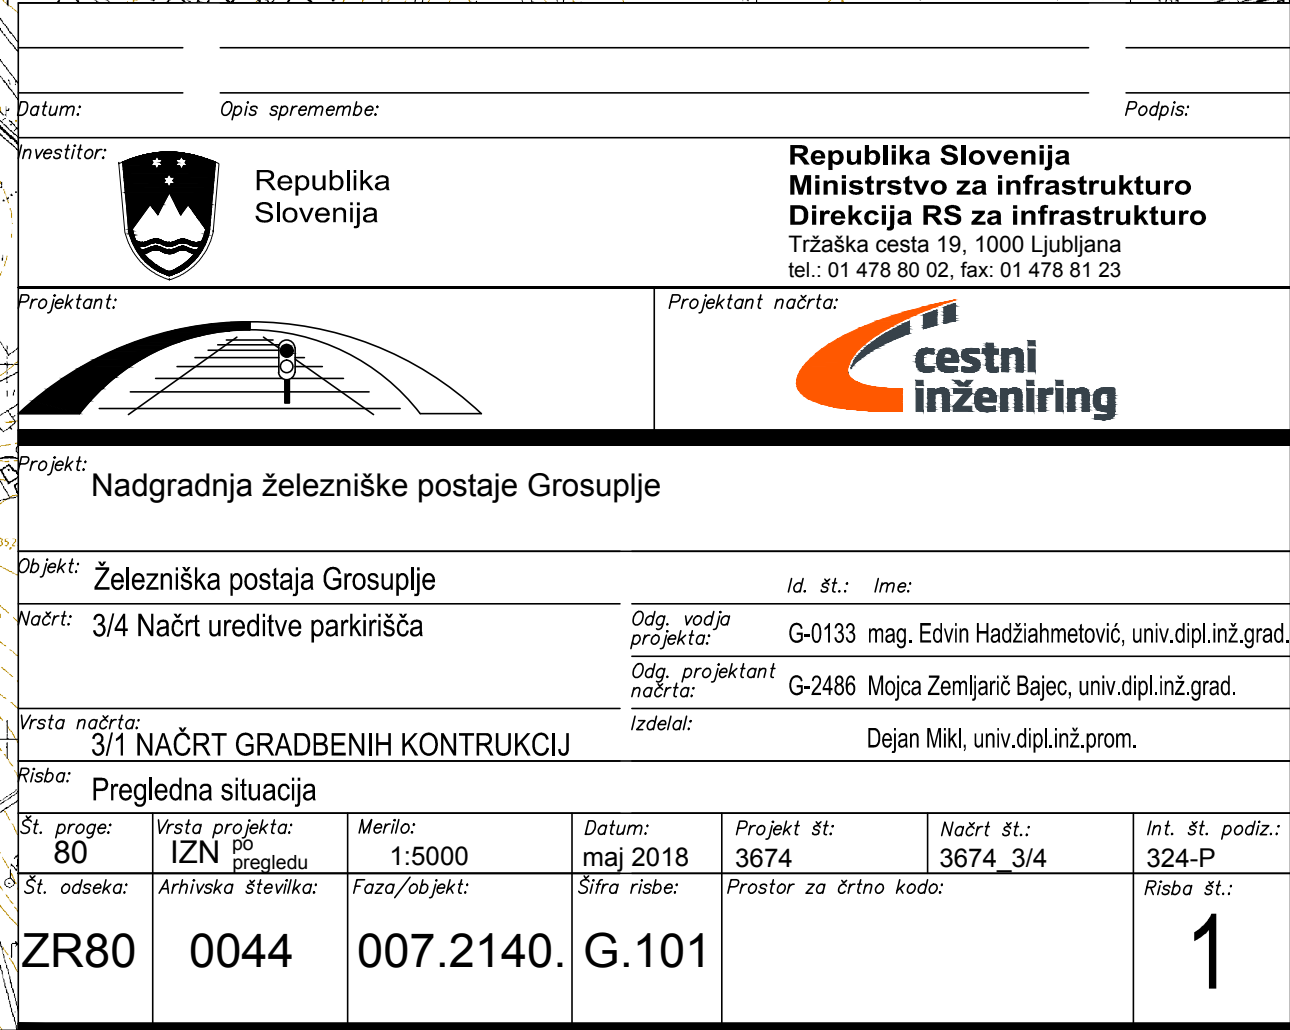 Datum:
Opis spremembe:
Podpis:
Investitor:
Republika
Slovenija
Republika Slovenija
Ministrstvo za infrastrukturo
Direkcija RS za infrastrukturo
Tržaška cesta 19, 1000 Ljubljana
tel.: 01 478 80 02, fax: 01 478 81 23
Projektant:
Projektant načrta:
cestni
inženiring
Projekt:
Nadgradnja železniške postaje Grosuplje
Objekt:
Železniška postaja Grosuplje
Id. št.: Ime:
Načrt:
3/4 Načrt ureditve parkirišča
Odg. vodja
projekta:
G-0133 mag. Edvin Hadžiahmetović, univ.dipl.inž.grad.
Odg. projektant
načrta:
G-2486 Mojca Zemljarič Bajec, univ.dipl.inž.grad.
Vrsta načrta:
3/1 NAČRT GRADBENIH KONTRUKCIJ
Izdelal:
Dejan Mikl, univ.dipl.inž.prom.
Risba:
Pregledna situacija
Št. proge:
80
Vrsta projekta:
IZN po
pregledu
Merilo:
1:5000
Datum:
maj 2018
Projekt št:
3674
Načrt št.:
3674_3/4
Int. št. podiz.:
324-P
Št. odseka:
ZR80
Arhivska številka:
0044
Faza/objekt:
007.2140.
Šifra risbe:
G.101
Prostor za črtno kodo:
Risba št.:
1